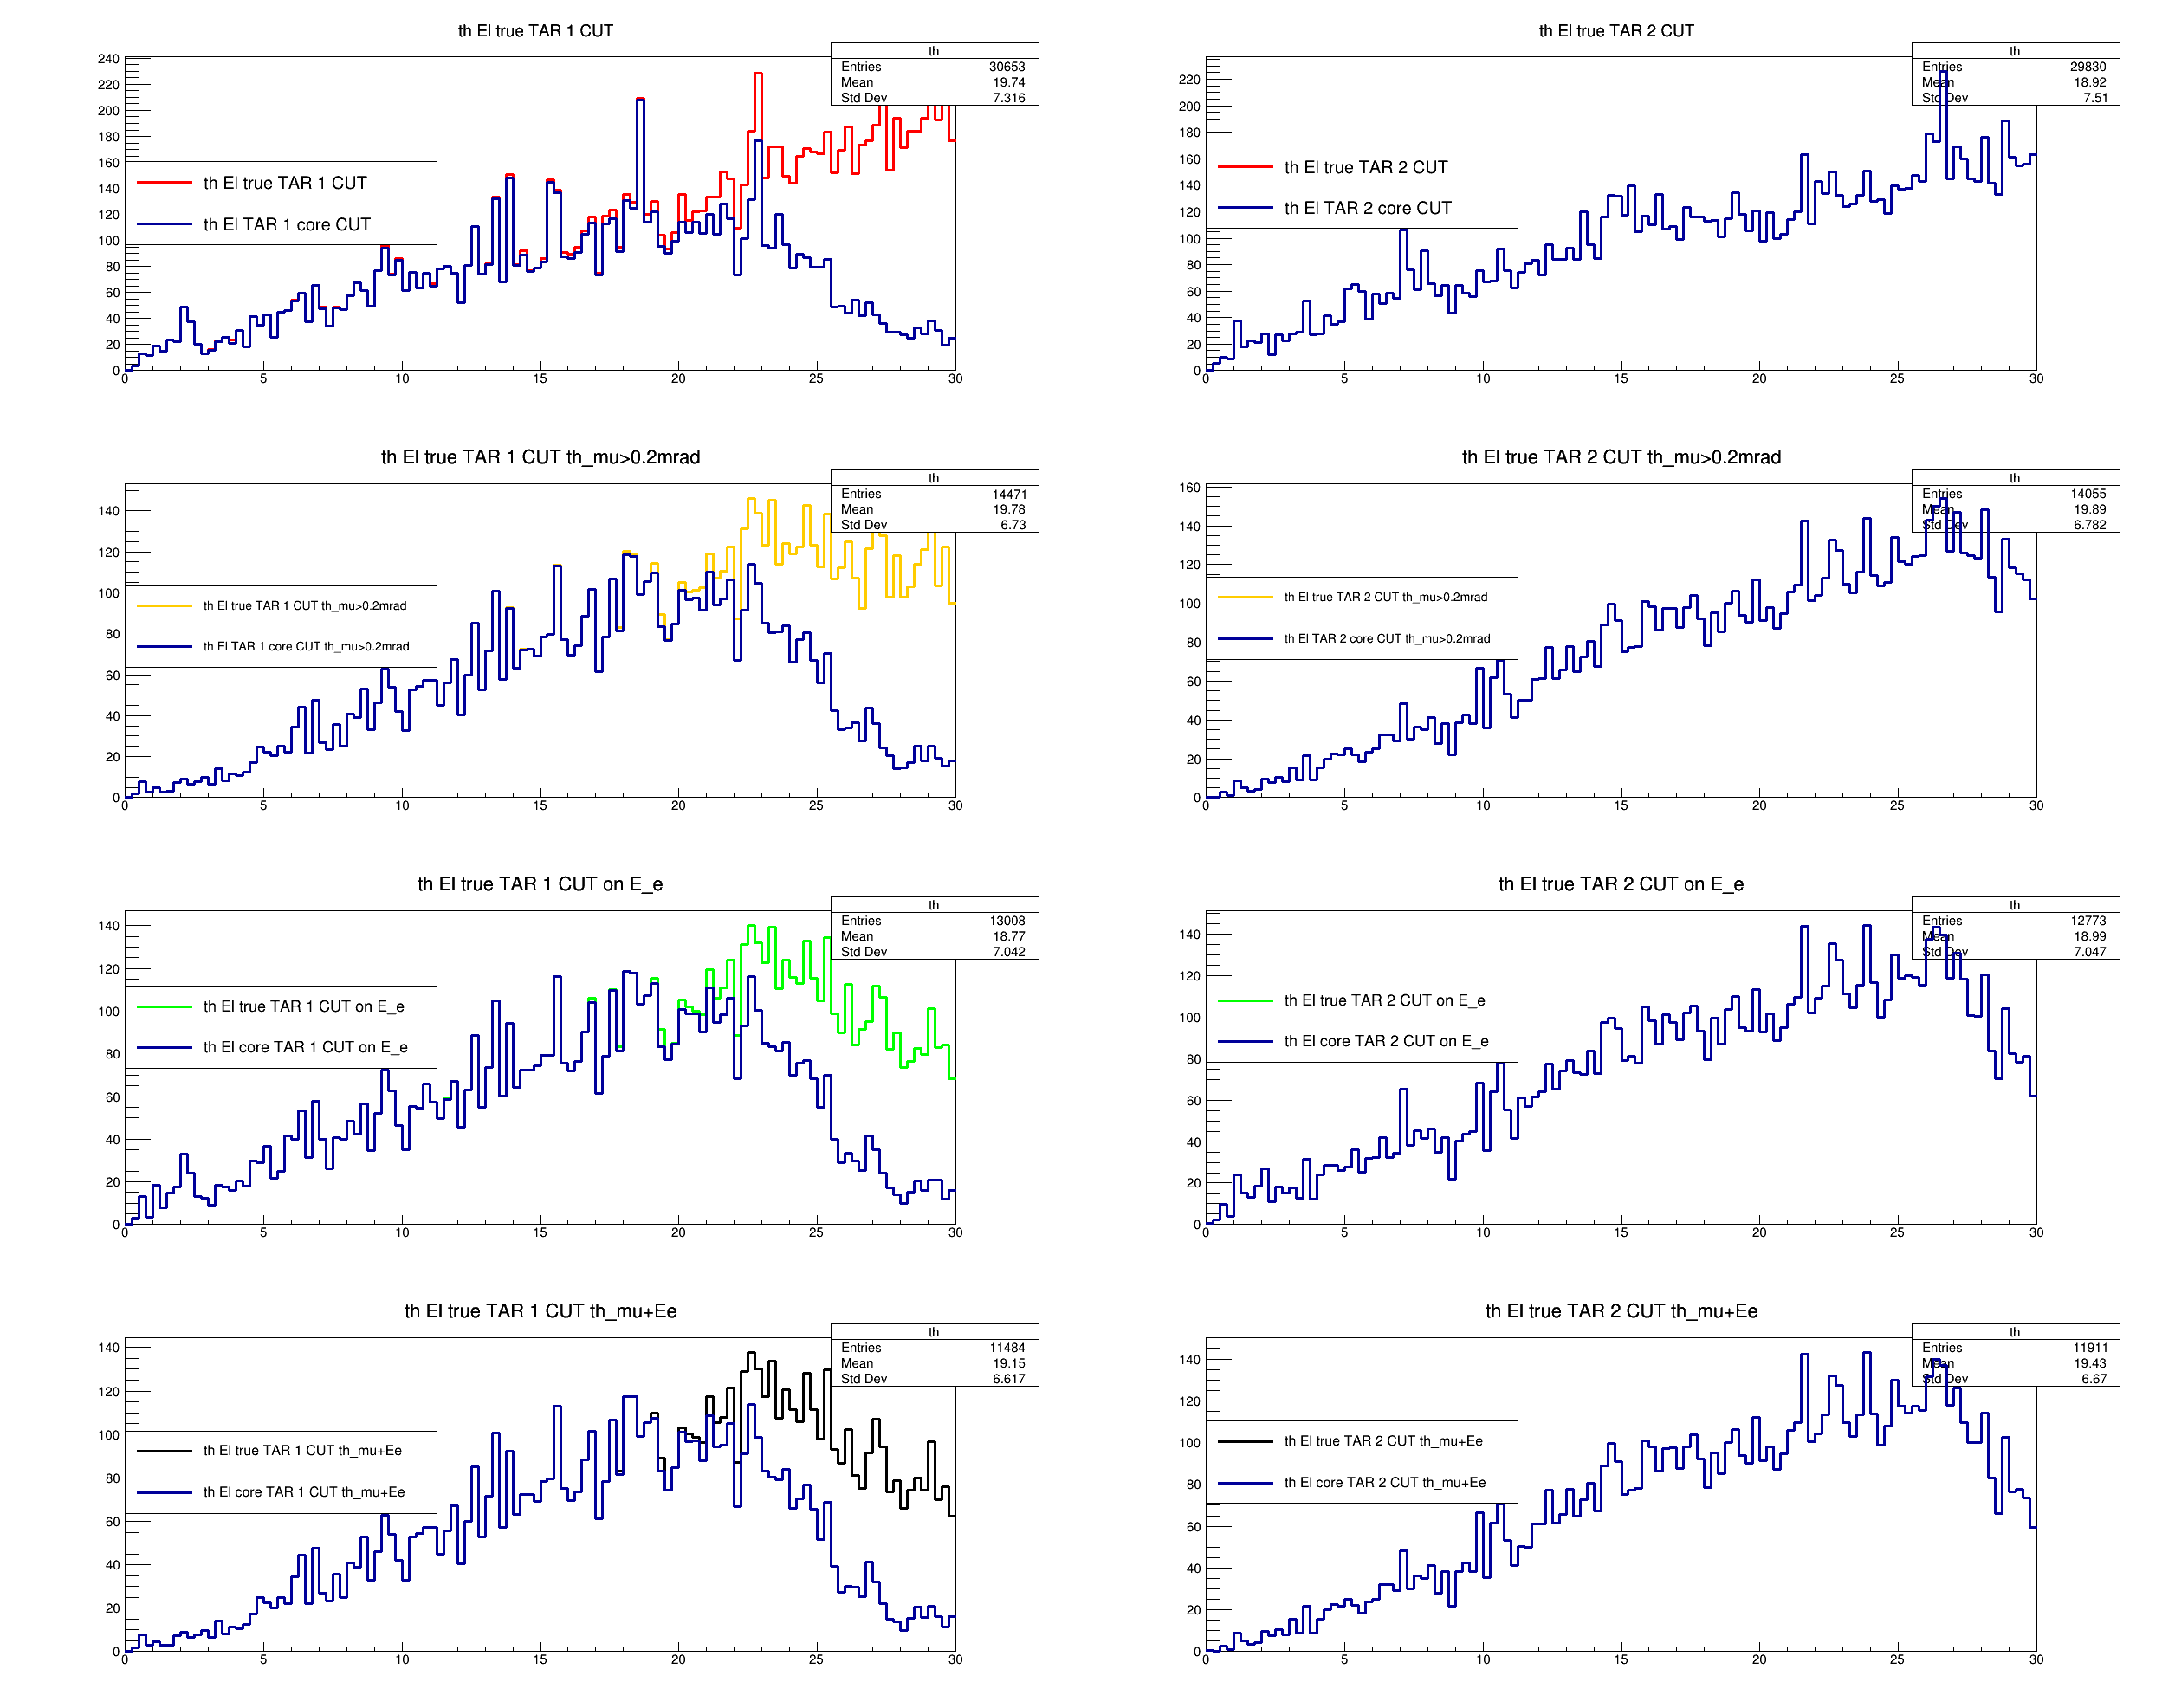 th El true TAR 1 CUT
th
Entries 30653
Mean 19.74
Std Dev 7.316
th El true TAR 1 CUT
th El TAR 1 core CUT
0 20 40 60 80 100 120 140 160 180 200 220 240
0 5 10 15 20 25 30
th El true TAR 2 CUT
th
Entries 29830
Mean 18.92
Std Dev 7.51
th El true TAR 2 CUT
th El TAR 2 core CUT
0 20 40 60 80 100 120 140 160 180 200 220
0 5 10 15 20 25 30
th El true TAR 1 CUT th_mu>0.2mrad
th
Entries 14471
Mean 19.78
Std Dev 6.73
th El true TAR 1 CUT th_mu>0.2mrad
th El TAR 1 core CUT th_mu>0.2mrad
0 20 40 60 80 100 120 140
0 5 10 15 20 25 30
th El true TAR 2 CUT th_mu>0.2mrad
th
Entries 14055
Mean 19.89
Std Dev 6.782
th El true TAR 2 CUT th_mu>0.2mrad
th El TAR 2 core CUT th_mu>0.2mrad
0 20 40 60 80 100 120 140 160
0 5 10 15 20 25 30
th El true TAR 1 CUT on E_e
th
Entries 13008
Mean 18.77
Std Dev 7.042
th El true TAR 1 CUT on E_e
th El core TAR 1 CUT on E_e
0 20 40 60 80 100 120 140
0 5 10 15 20 25 30
th El true TAR 2 CUT on E_e
th
Entries 12773
Mean 18.99
Std Dev 7.047
th El true TAR 2 CUT on E_e
th El core TAR 2 CUT on E_e
0 20 40 60 80 100 120 140
0 5 10 15 20 25 30
th El true TAR 1 CUT th_mu+Ee
th
Entries 11484
Mean 19.15
Std Dev 6.617
th El true TAR 1 CUT th_mu+Ee
th El core TAR 1 CUT th_mu+Ee
0 20 40 60 80 100 120 140
0 5 10 15 20 25 30
th El true TAR 2 CUT th_mu+Ee
th
Entries 11911
Mean 19.43
Std Dev 6.67
th El true TAR 2 CUT th_mu+Ee
th El core TAR 2 CUT th_mu+Ee
0 20 40 60 80 100 120 140
0 5 10 15 20 25 30